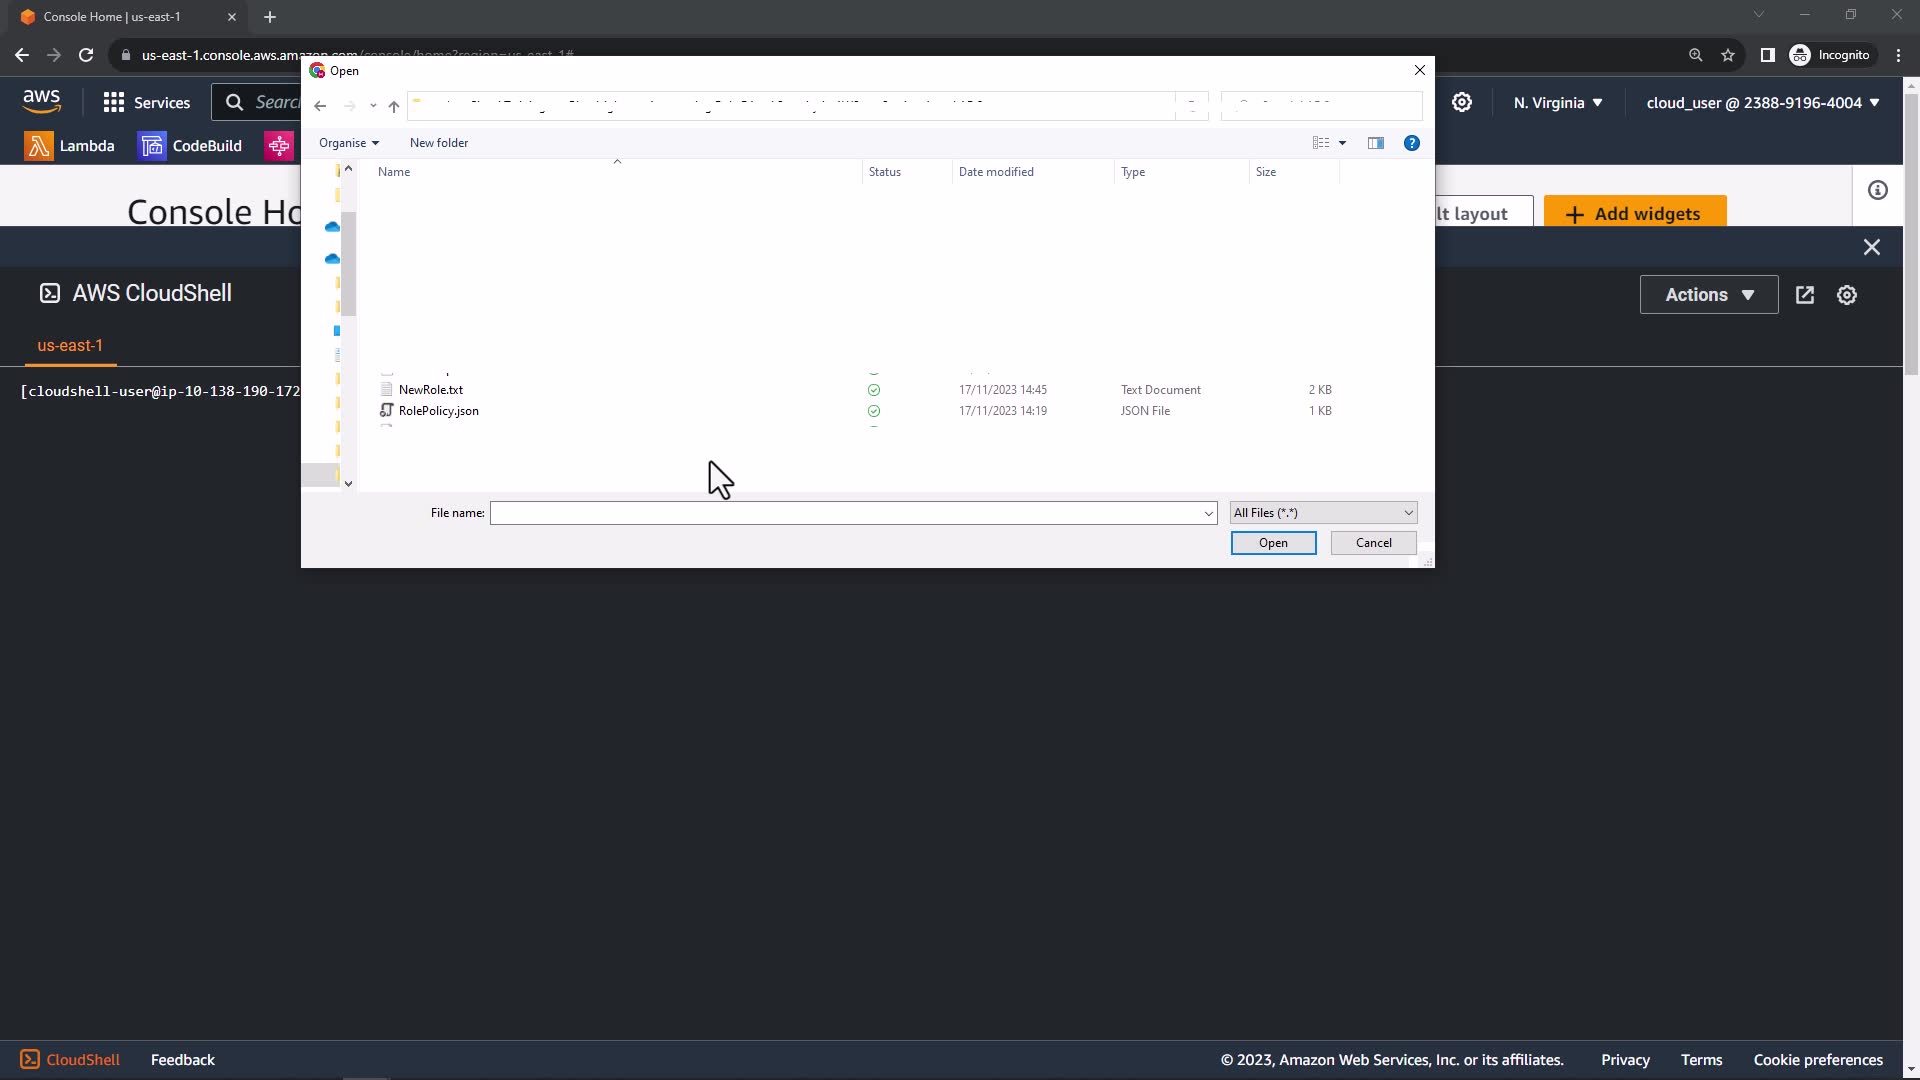 Console Home | us-east-1
us-east-1.console.aws.amazon.com/console/home?region=us-east-1#
Incognito
Open
aws
Services
Searc
N. Virginia
cloud_user @ 2388-9196-4004
Organise
New folder
Lambda
CodeBuild
Name
Status
Date modified
Type
Size
Console Ho
lt layout
+ Add widgets
AWS CloudShell
Actions
us-east-1
[cloudshell-user@ip-10-138-190-172
NewRole.txt
17/11/2023 14:45
Text Document
2 KB
RolePolicy.json
17/11/2023 14:19
JSON File
1 KB
File name:
All Files (*.*)
Open
Cancel
CloudShell
Feedback
© 2023, Amazon Web Services, Inc. or its affiliates.
Privacy
Terms
Cookie preferences